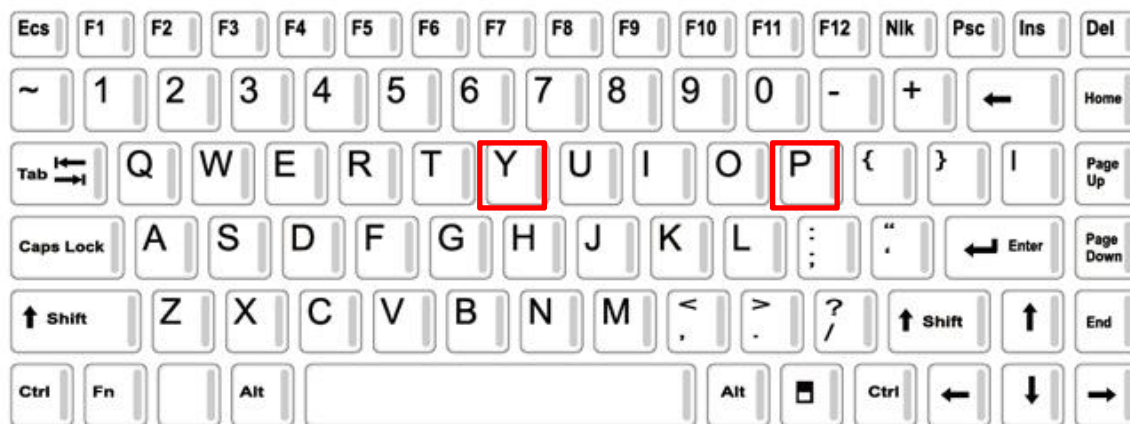 Ecs F1 F2 F3 F4 F5 F6 F7 F8 F9 F10 F11 F12 Nlk Psc Ins Del
~ 1 2 3 4 5 6 7 8 9 0 - + ← Home
Tab Q W E R T Y U I O P { } | Page Up
Caps Lock A S D F G H J K L : ; “ ‘ Enter Page Down
↑ Shift Z X C V B N M < , > . ? / ↑ Shift ↑ End
Ctrl Fn Alt Alt Ctrl ← ↓ →